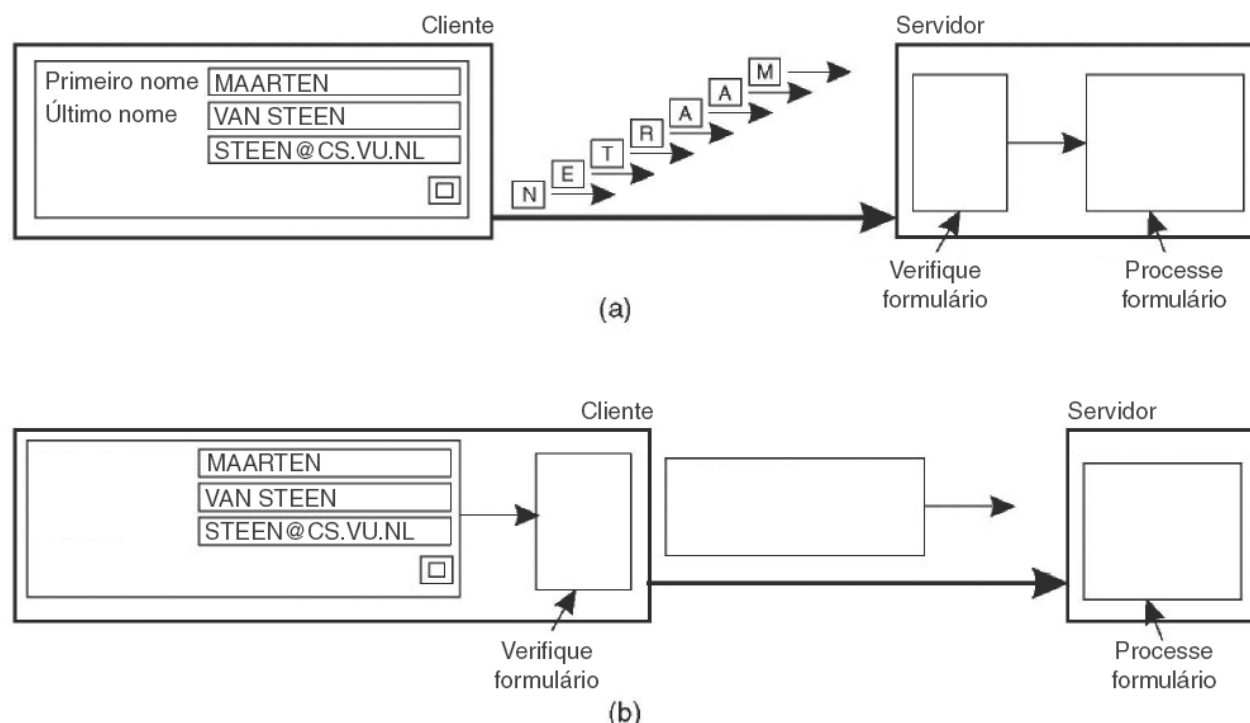 Cliente
Servidor
Primeiro nome MAARTEN
Último nome VAN STEEN
STEEN@CS.VU.NL
N E T R A A M
Verifique formulário
Processe formulário
(a)
Cliente
Servidor
MAARTEN
VAN STEEN
STEEN@CS.VU.NL
Verifique formulário
Processe formulário
(b)